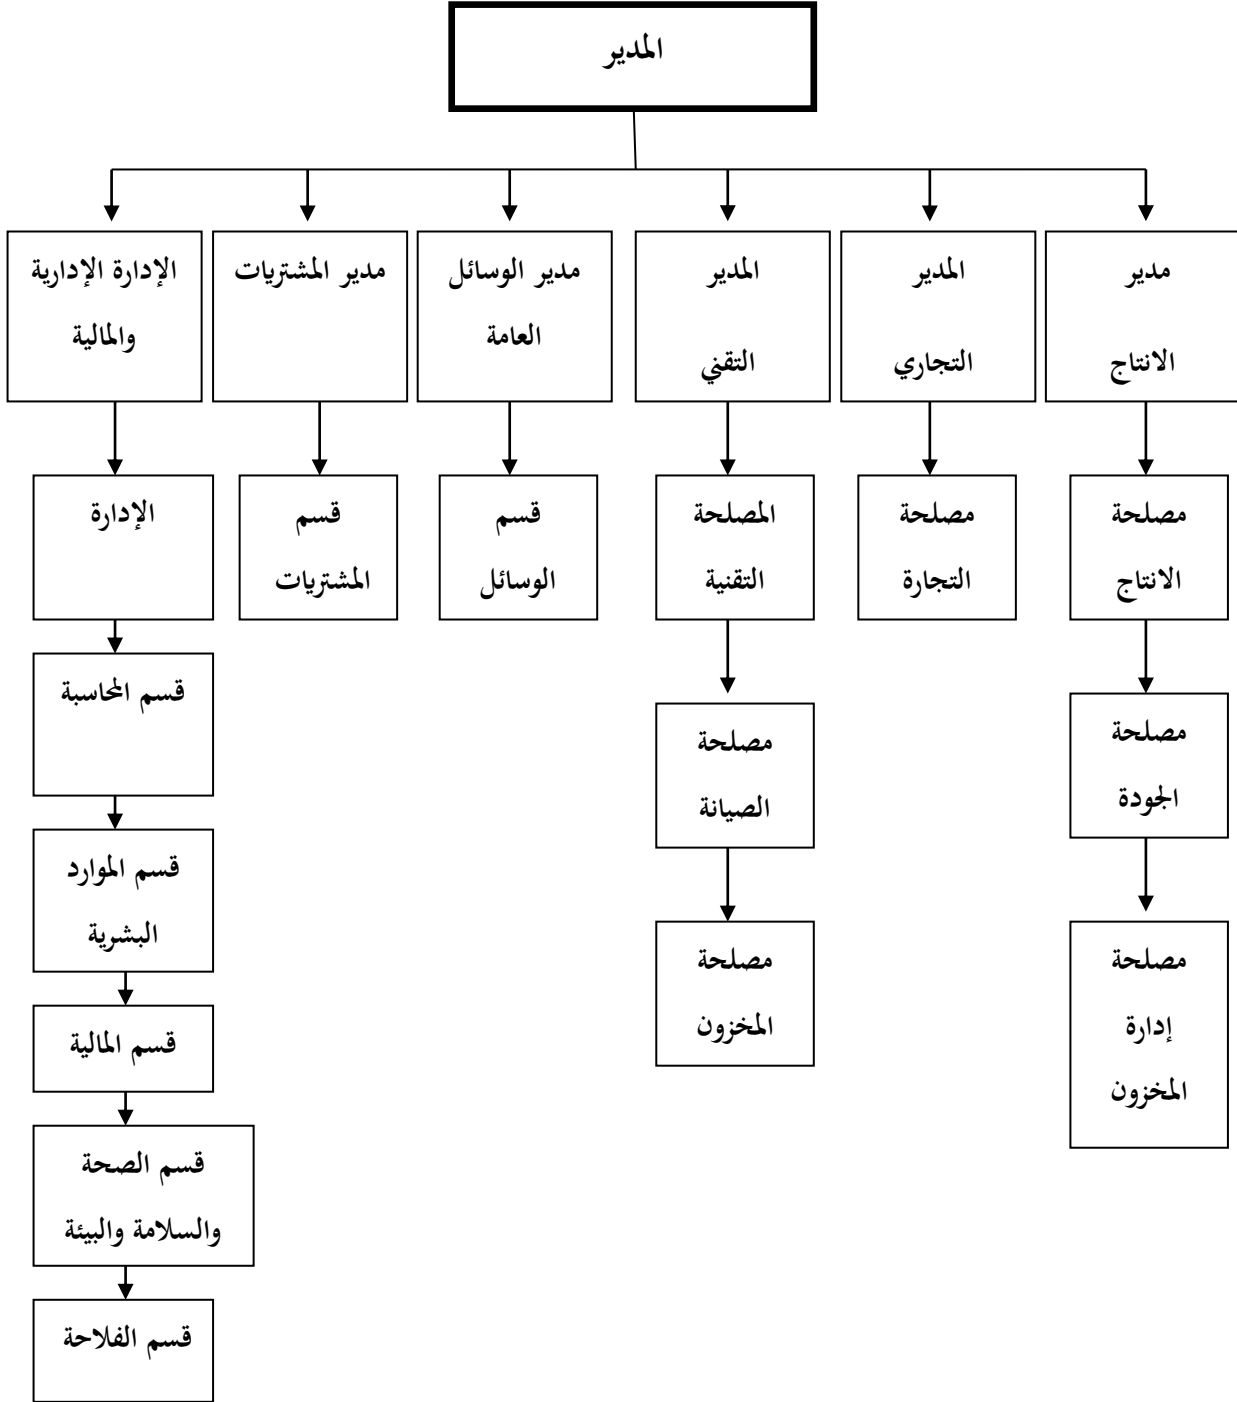 المدير
مدير
الانتاج
المدير
التجاري
المدير
التقني
مدير الوسائل
العامة
مدير المشتريات
الإدارة الإدارية
والمالية
مصلحة
الانتاج
مصلحة
التجارة
المصلحة
التقنية
قسم
الوسائل
قسم
المشتريات
الإدارة
مصلحة
الجودة
مصلحة
الصيانة
قسم المحاسبة
مصلحة
إدارة
المخزون
مصلحة
المخزون
قسم الموارد
البشرية
قسم المالية
قسم الصحة
والسلامة والبيئة
قسم الفلاحة